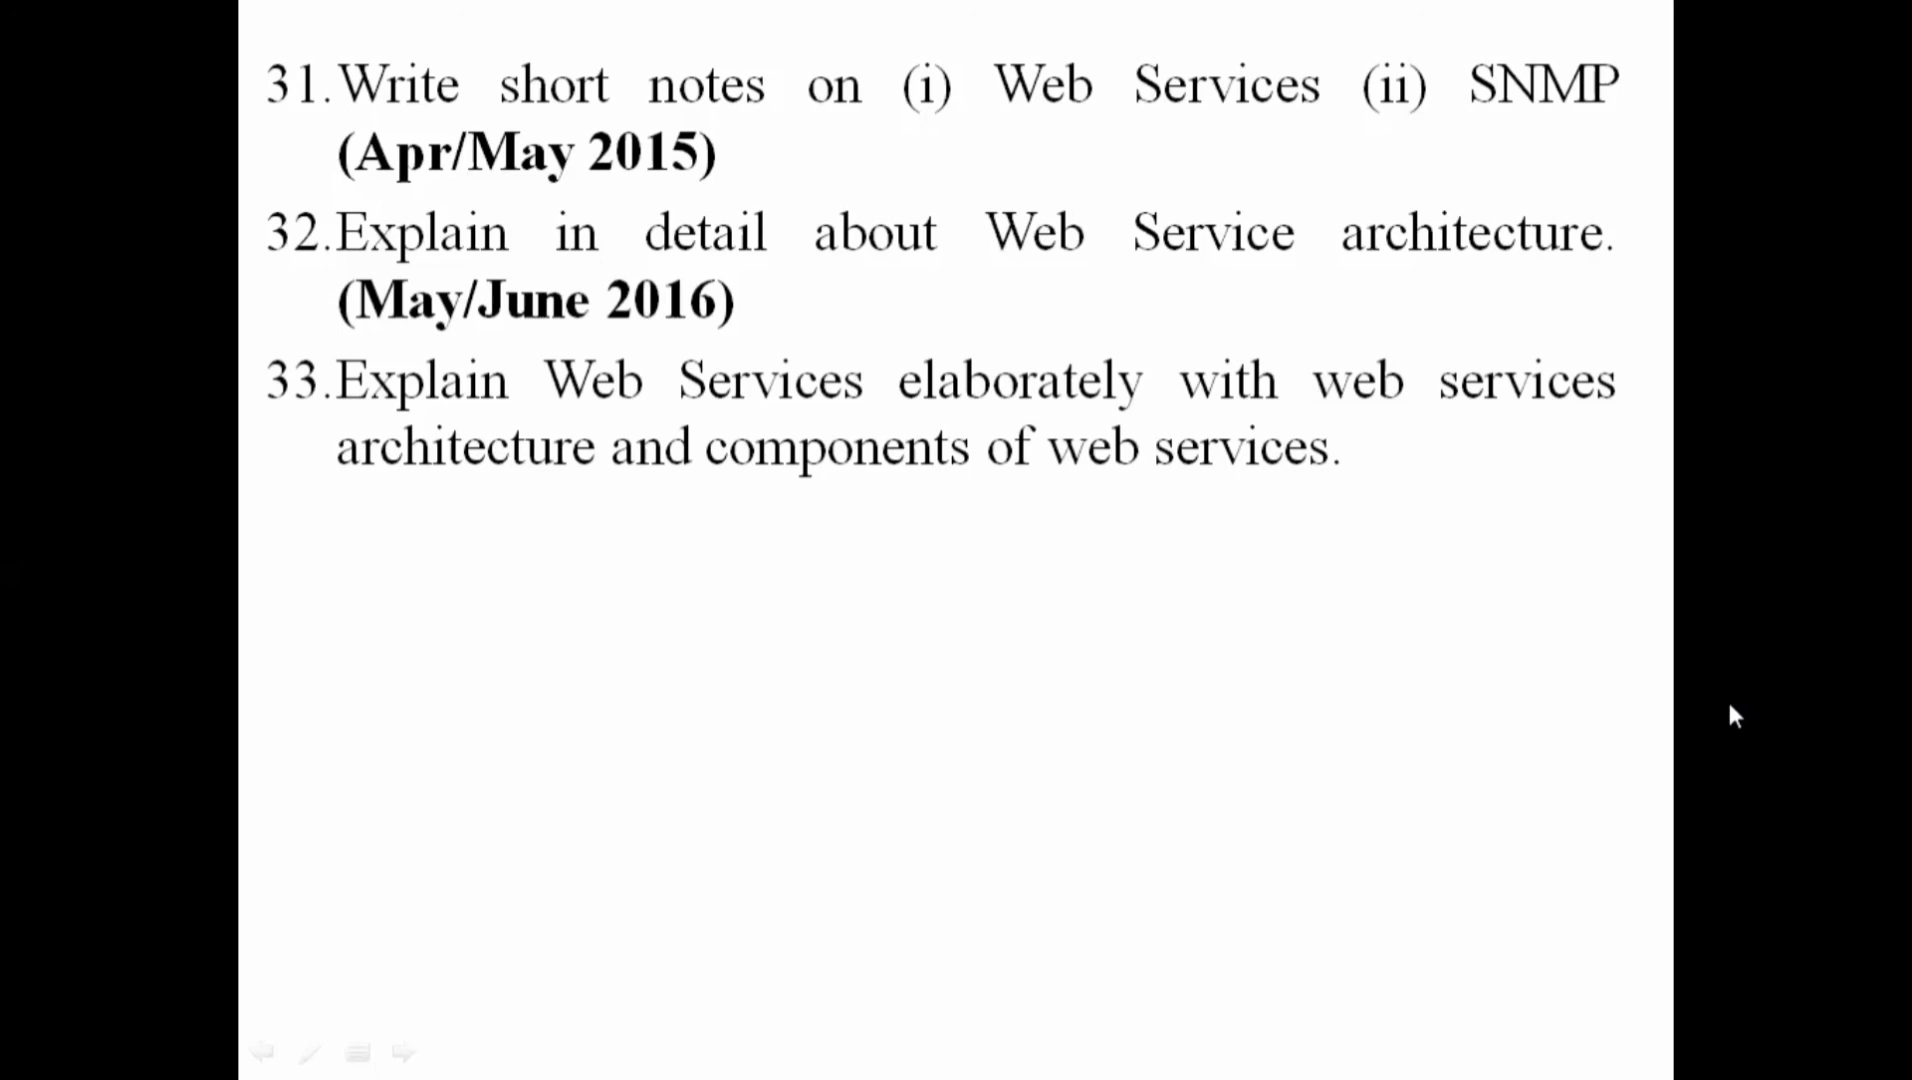 31.Write short notes on (i) Web Services (ii) SNMP
(Apr/May 2015)
32.Explain in detail about Web Service architecture.
(May/June 2016)
33.Explain Web Services elaborately with web services
architecture and components of web services.